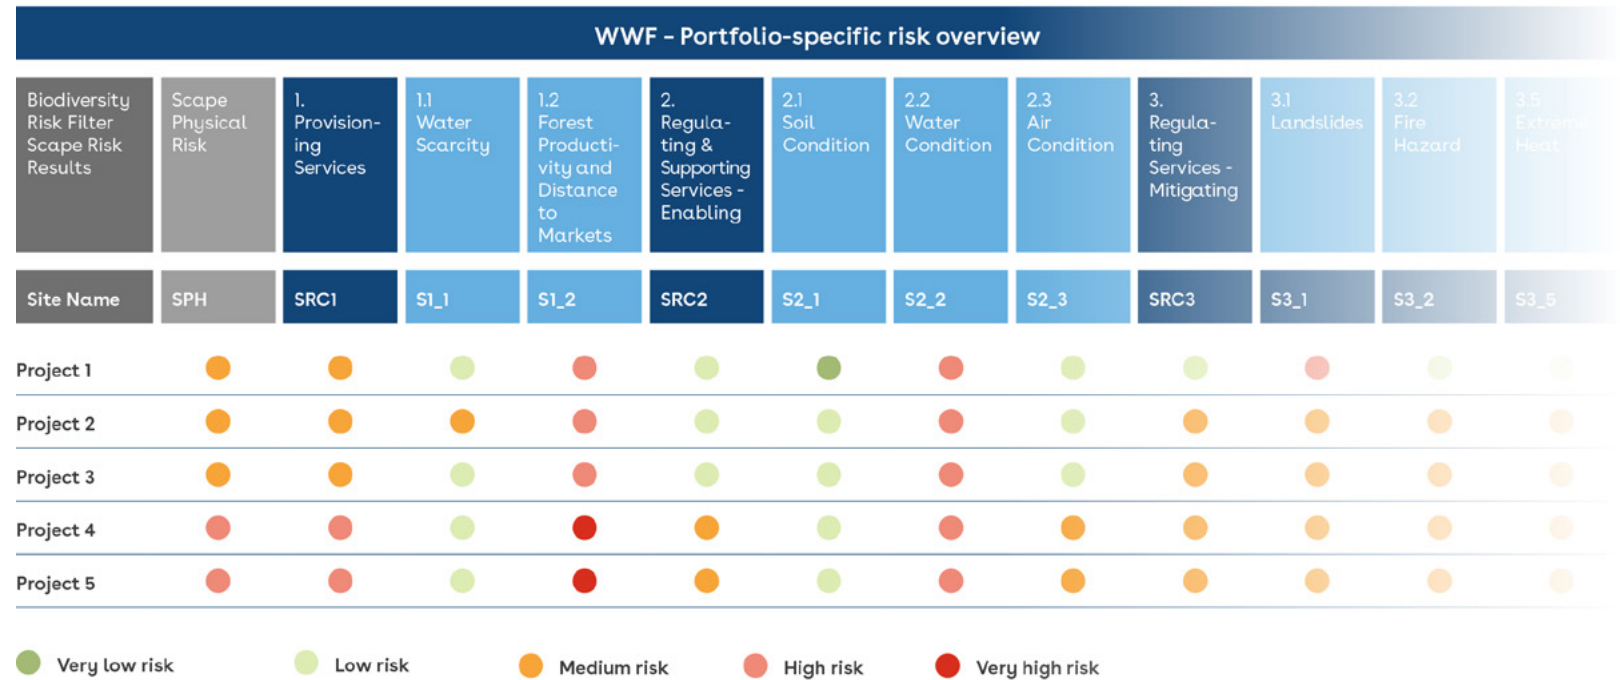 WWF – Portfolio-specific risk overview
Biodiversity
Risk Filter
Scape Risk
Results
Scape
Physical
Risk
1.
Provision-
ing
Services
1.1
Water
Scarcity
1.2
Forest
Producti-
vity and
Distance
to
Markets
2.
Regula-
ting &
Supporting
Services -
Enabling
2.1
Soil
Condition
2.2
Water
Condition
2.3
Air
Condition
3.
Regula-
ting
Services -
Mitigating
3.1
Landslides
3.2
Fire
Hazard
3.5
Extreme
Heat
Site Name
SPH
SRC1
S1_1
S1_2
SRC2
S2_1
S2_2
S2_3
SRC3
S3_1
S3_2
S3_5
Project 1
Project 2
Project 3
Project 4
Project 5
Very low risk
Low risk
Medium risk
High risk
Very high risk